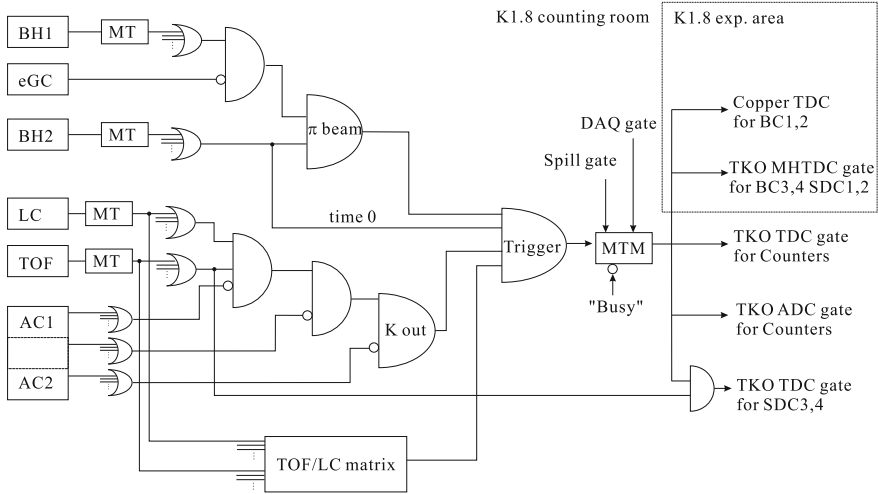 K1.8 counting room
K1.8 exp. area
BH1
MT
eGC
BH2
MT
π beam
DAQ gate
Spill gate
Copper TDC
for BC1,2
TKO MHTDC gate
for BC3,4 SDC1,2
LC
MT
time 0
TOF
MT
Trigger
MTM
TKO TDC gate
for Counters
"Busy"
AC1
K out
TKO ADC gate
for Counters
AC2
TKO TDC gate
for SDC3,4
TOF/LC matrix